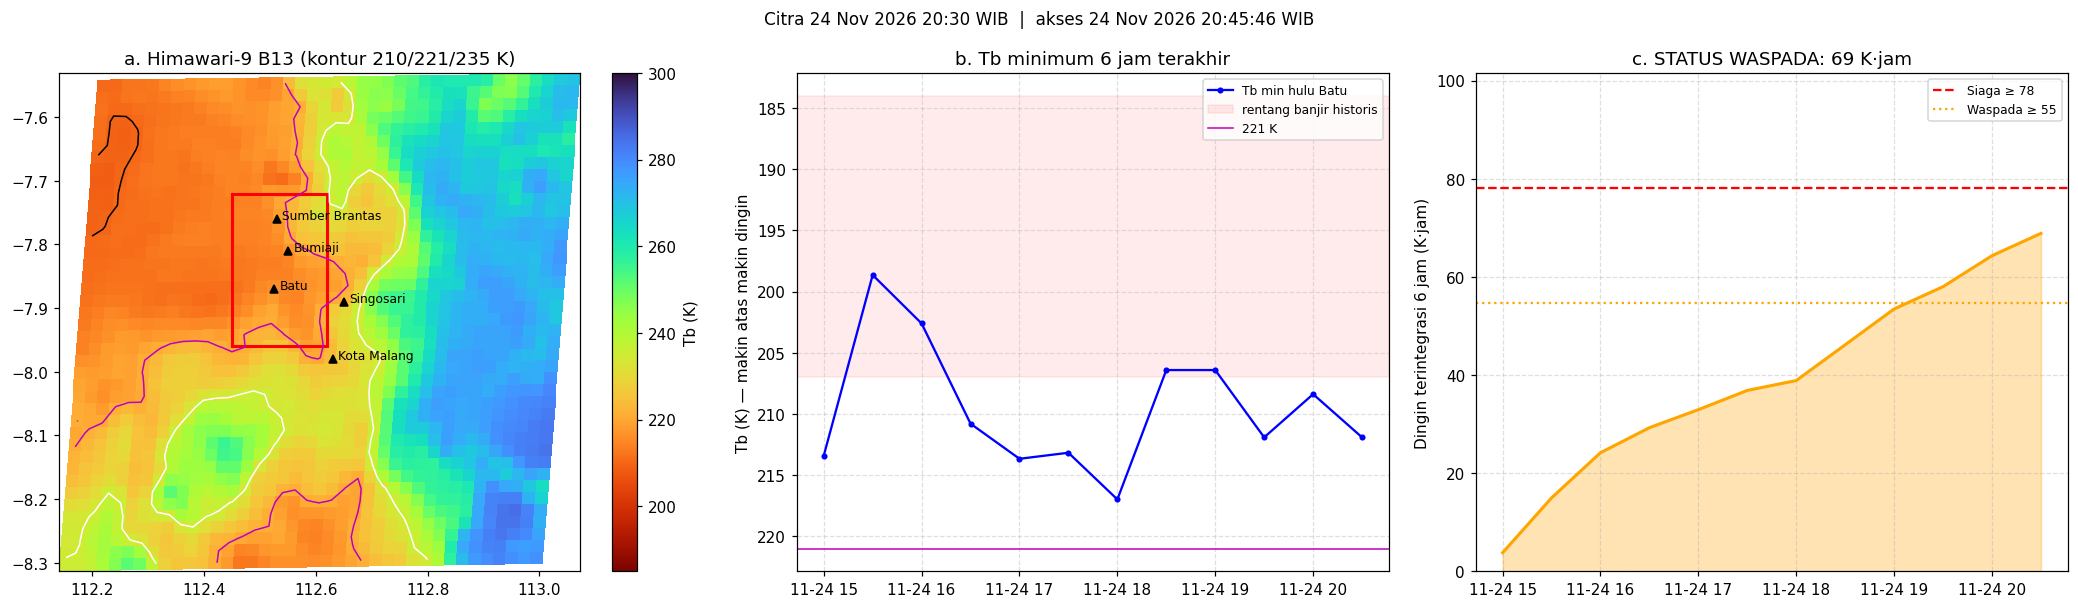 Citra 24 Nov 2026 20:30 WIB | akses 24 Nov 2026 20:45:46 WIB
a. Himawari-9 B13 (kontur 210/221/235 K)
−7.6
−7.7
−7.8
−7.9
−8.0
−8.1
−8.2
−8.3
112.2
112.4
112.6
112.8
113.0
Sumber Brantas
Bumiaji
Batu
Singosari
Kota Malang
300
280
260
240
220
200
Tb (K)
b. Tb minimum 6 jam terakhir
Tb (K) — makin atas makin dingin
185
190
195
200
205
210
215
220
Tb min hulu Batu
rentang banjir historis
221 K
11-24 15
11-24 16
11-24 17
11-24 18
11-24 19
11-24 20
c. STATUS WASPADA: 69 K·jam
Dingin terintegrasi 6 jam (K·jam)
100
80
60
40
20
0
Siaga ≥ 78
Waspada ≥ 55
11-24 15
11-24 16
11-24 17
11-24 18
11-24 19
11-24 20